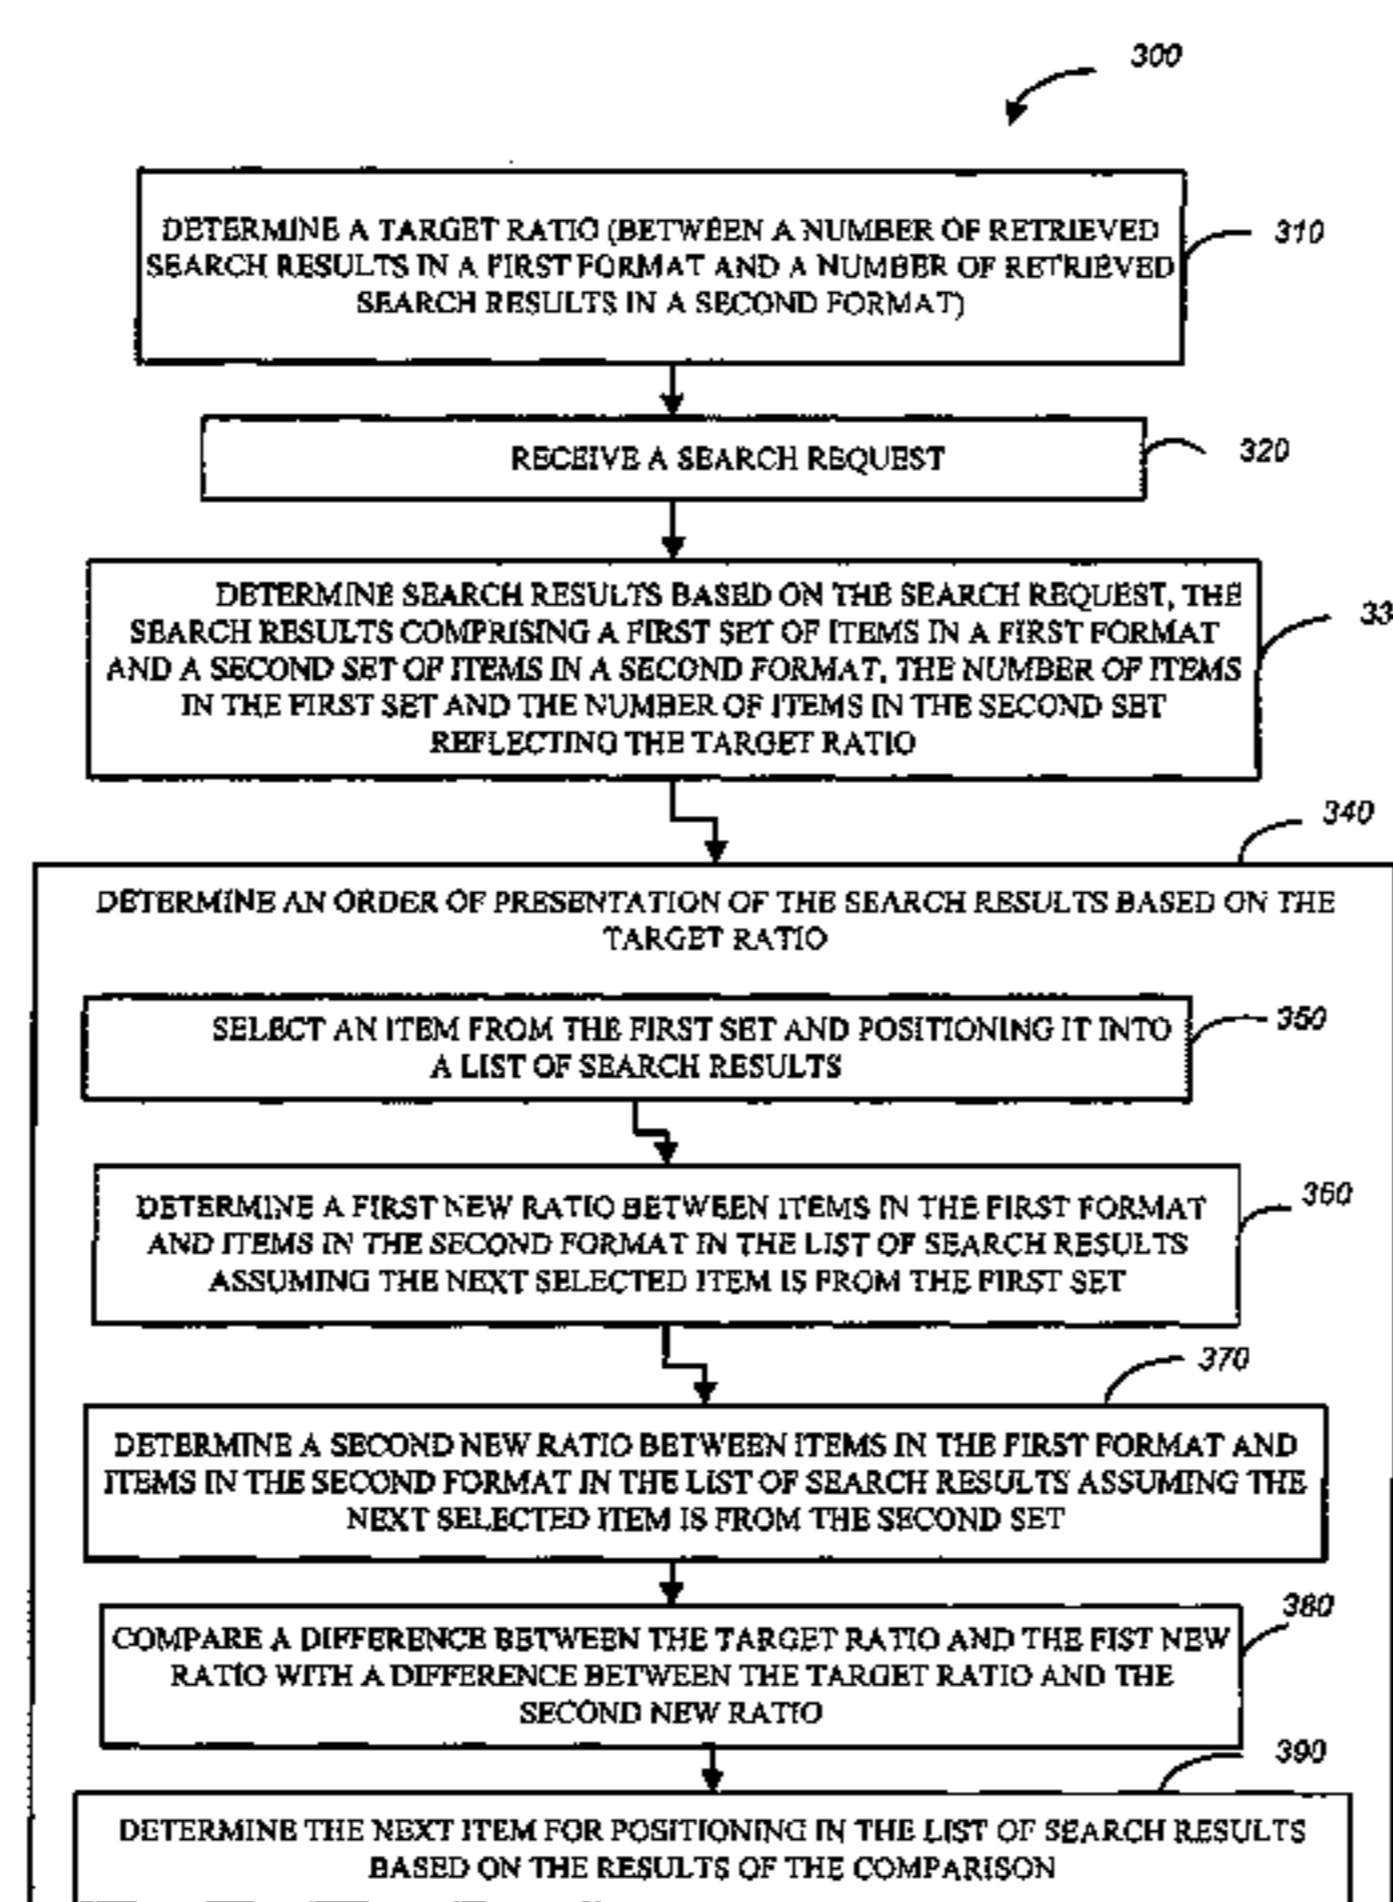 300
DETERMINE A TARGET RATIO (BETWEEN A NUMBER OF RETRIEVED
SEARCH RESULTS IN A FIRST FORMAT AND A NUMBER OF RETRIEVED
SEARCH RESULTS IN A SECOND FORMAT)
310
RECEIVE A SEARCH REQUEST
320
DETERMINE SEARCH RESULTS BASED ON THE SEARCH REQUEST, THE
SEARCH RESULTS COMPRISING A FIRST SET OF ITEMS IN A FIRST FORMAT
AND A SECOND SET OF ITEMS IN A SECOND FORMAT, THE NUMBER OF ITEMS
IN THE FIRST SET AND THE NUMBER OF ITEMS IN THE SECOND SET
REFLECTING THE TARGET RATIO
33
340
DETERMINE AN ORDER OF PRESENTATION OF THE SEARCH RESULTS BASED ON THE
TARGET RATIO
SELECT AN ITEM FROM THE FIRST SET AND POSITIONING IT INTO
A LIST OF SEARCH RESULTS
350
DETERMINE A FIRST NEW RATIO BETWEEN ITEMS IN THE FIRST FORMAT
AND ITEMS IN THE SECOND FORMAT IN THE LIST OF SEARCH RESULTS
ASSUMING THE NEXT SELECTED ITEM IS FROM THE FIRST SET
360
370
DETERMINE A SECOND NEW RATIO BETWEEN ITEMS IN THE FIRST FORMAT AND
ITEMS IN THE SECOND FORMAT IN THE LIST OF SEARCH RESULTS ASSUMING THE
NEXT SELECTED ITEM IS FROM THE SECOND SET
380
COMPARE A DIFFERENCE BETWEEN THE TARGET RATIO AND THE FIST NEW
RATIO WITH A DIFFERENCE BETWEEN THE TARGET RATIO AND THE
SECOND NEW RATIO
390
DETERMINE THE NEXT ITEM FOR POSITIONING IN THE LIST OF SEARCH RESULTS
BASED ON THE RESULTS OF THE COMPARISON